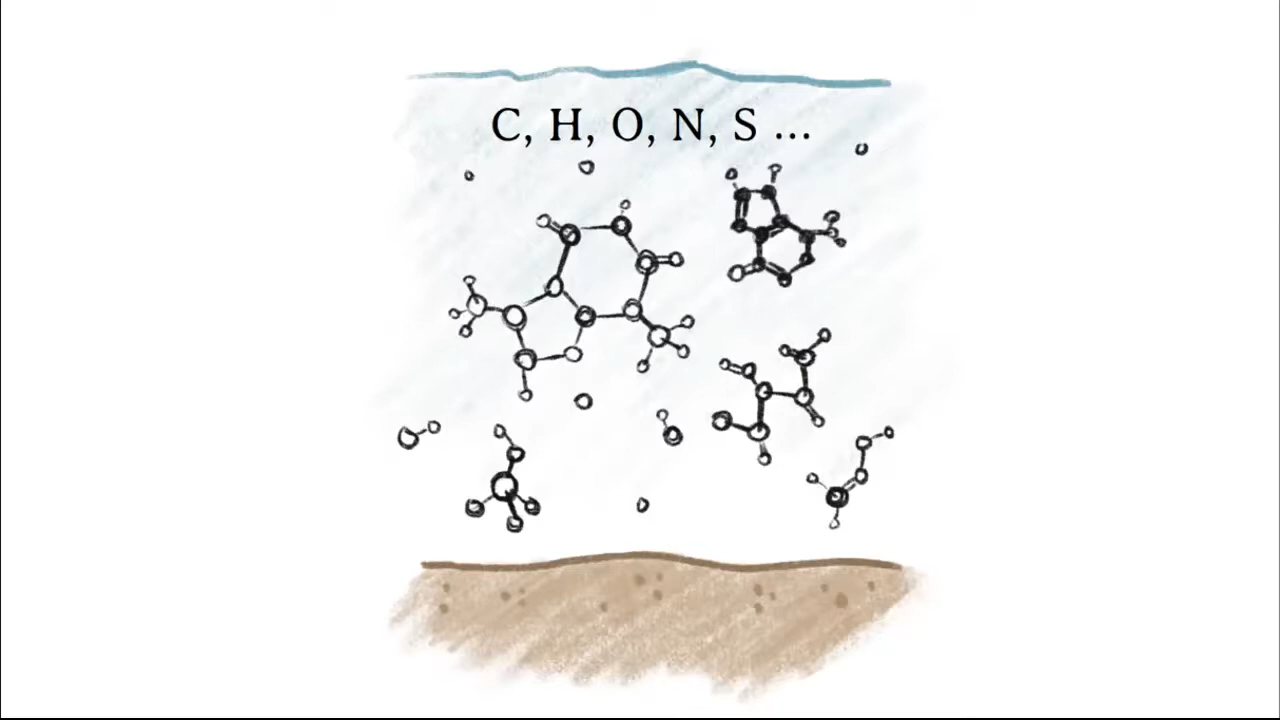 C, H, O, N, S ...